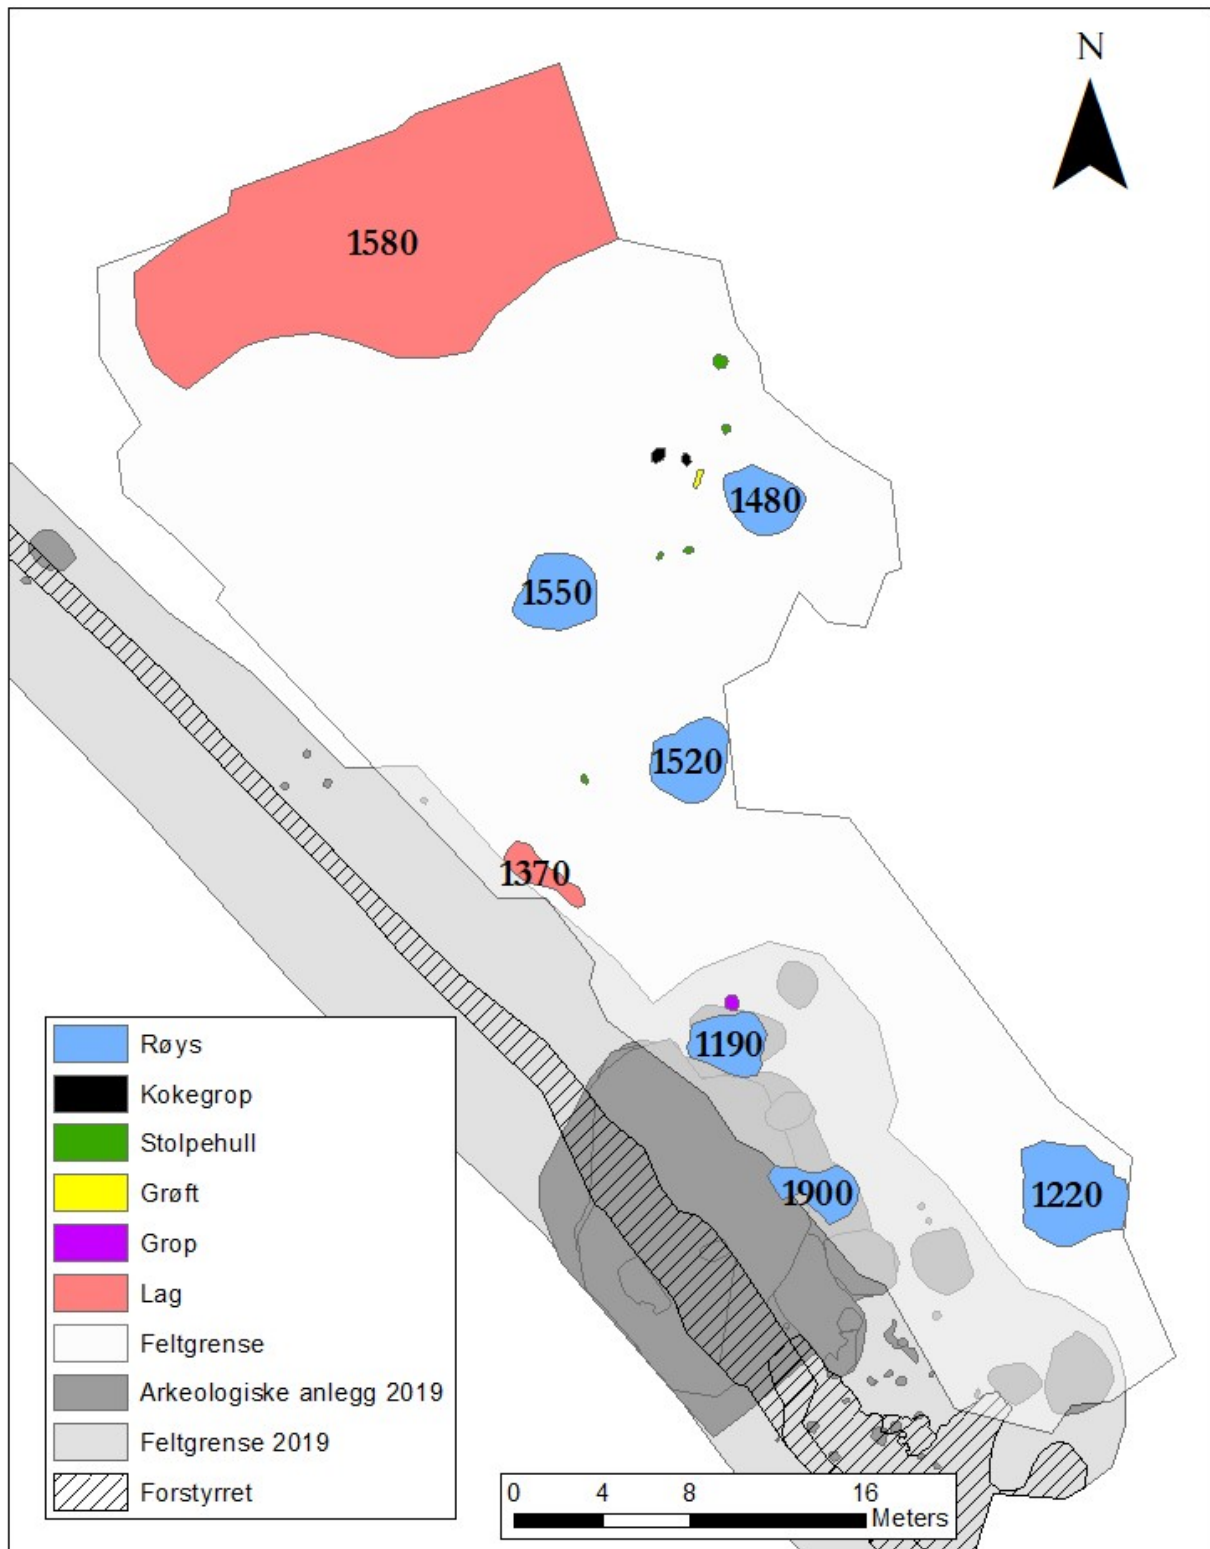 N
1580
1480
1550
1520
1370
1190
1900
1220
Røys
Kokegrop
Stolpehull
Grøft
Grop
Lag
Feltgrense
Arkeologiske anlegg 2019
Feltgrense 2019
Forstyrret
0 4 8 16
Meters